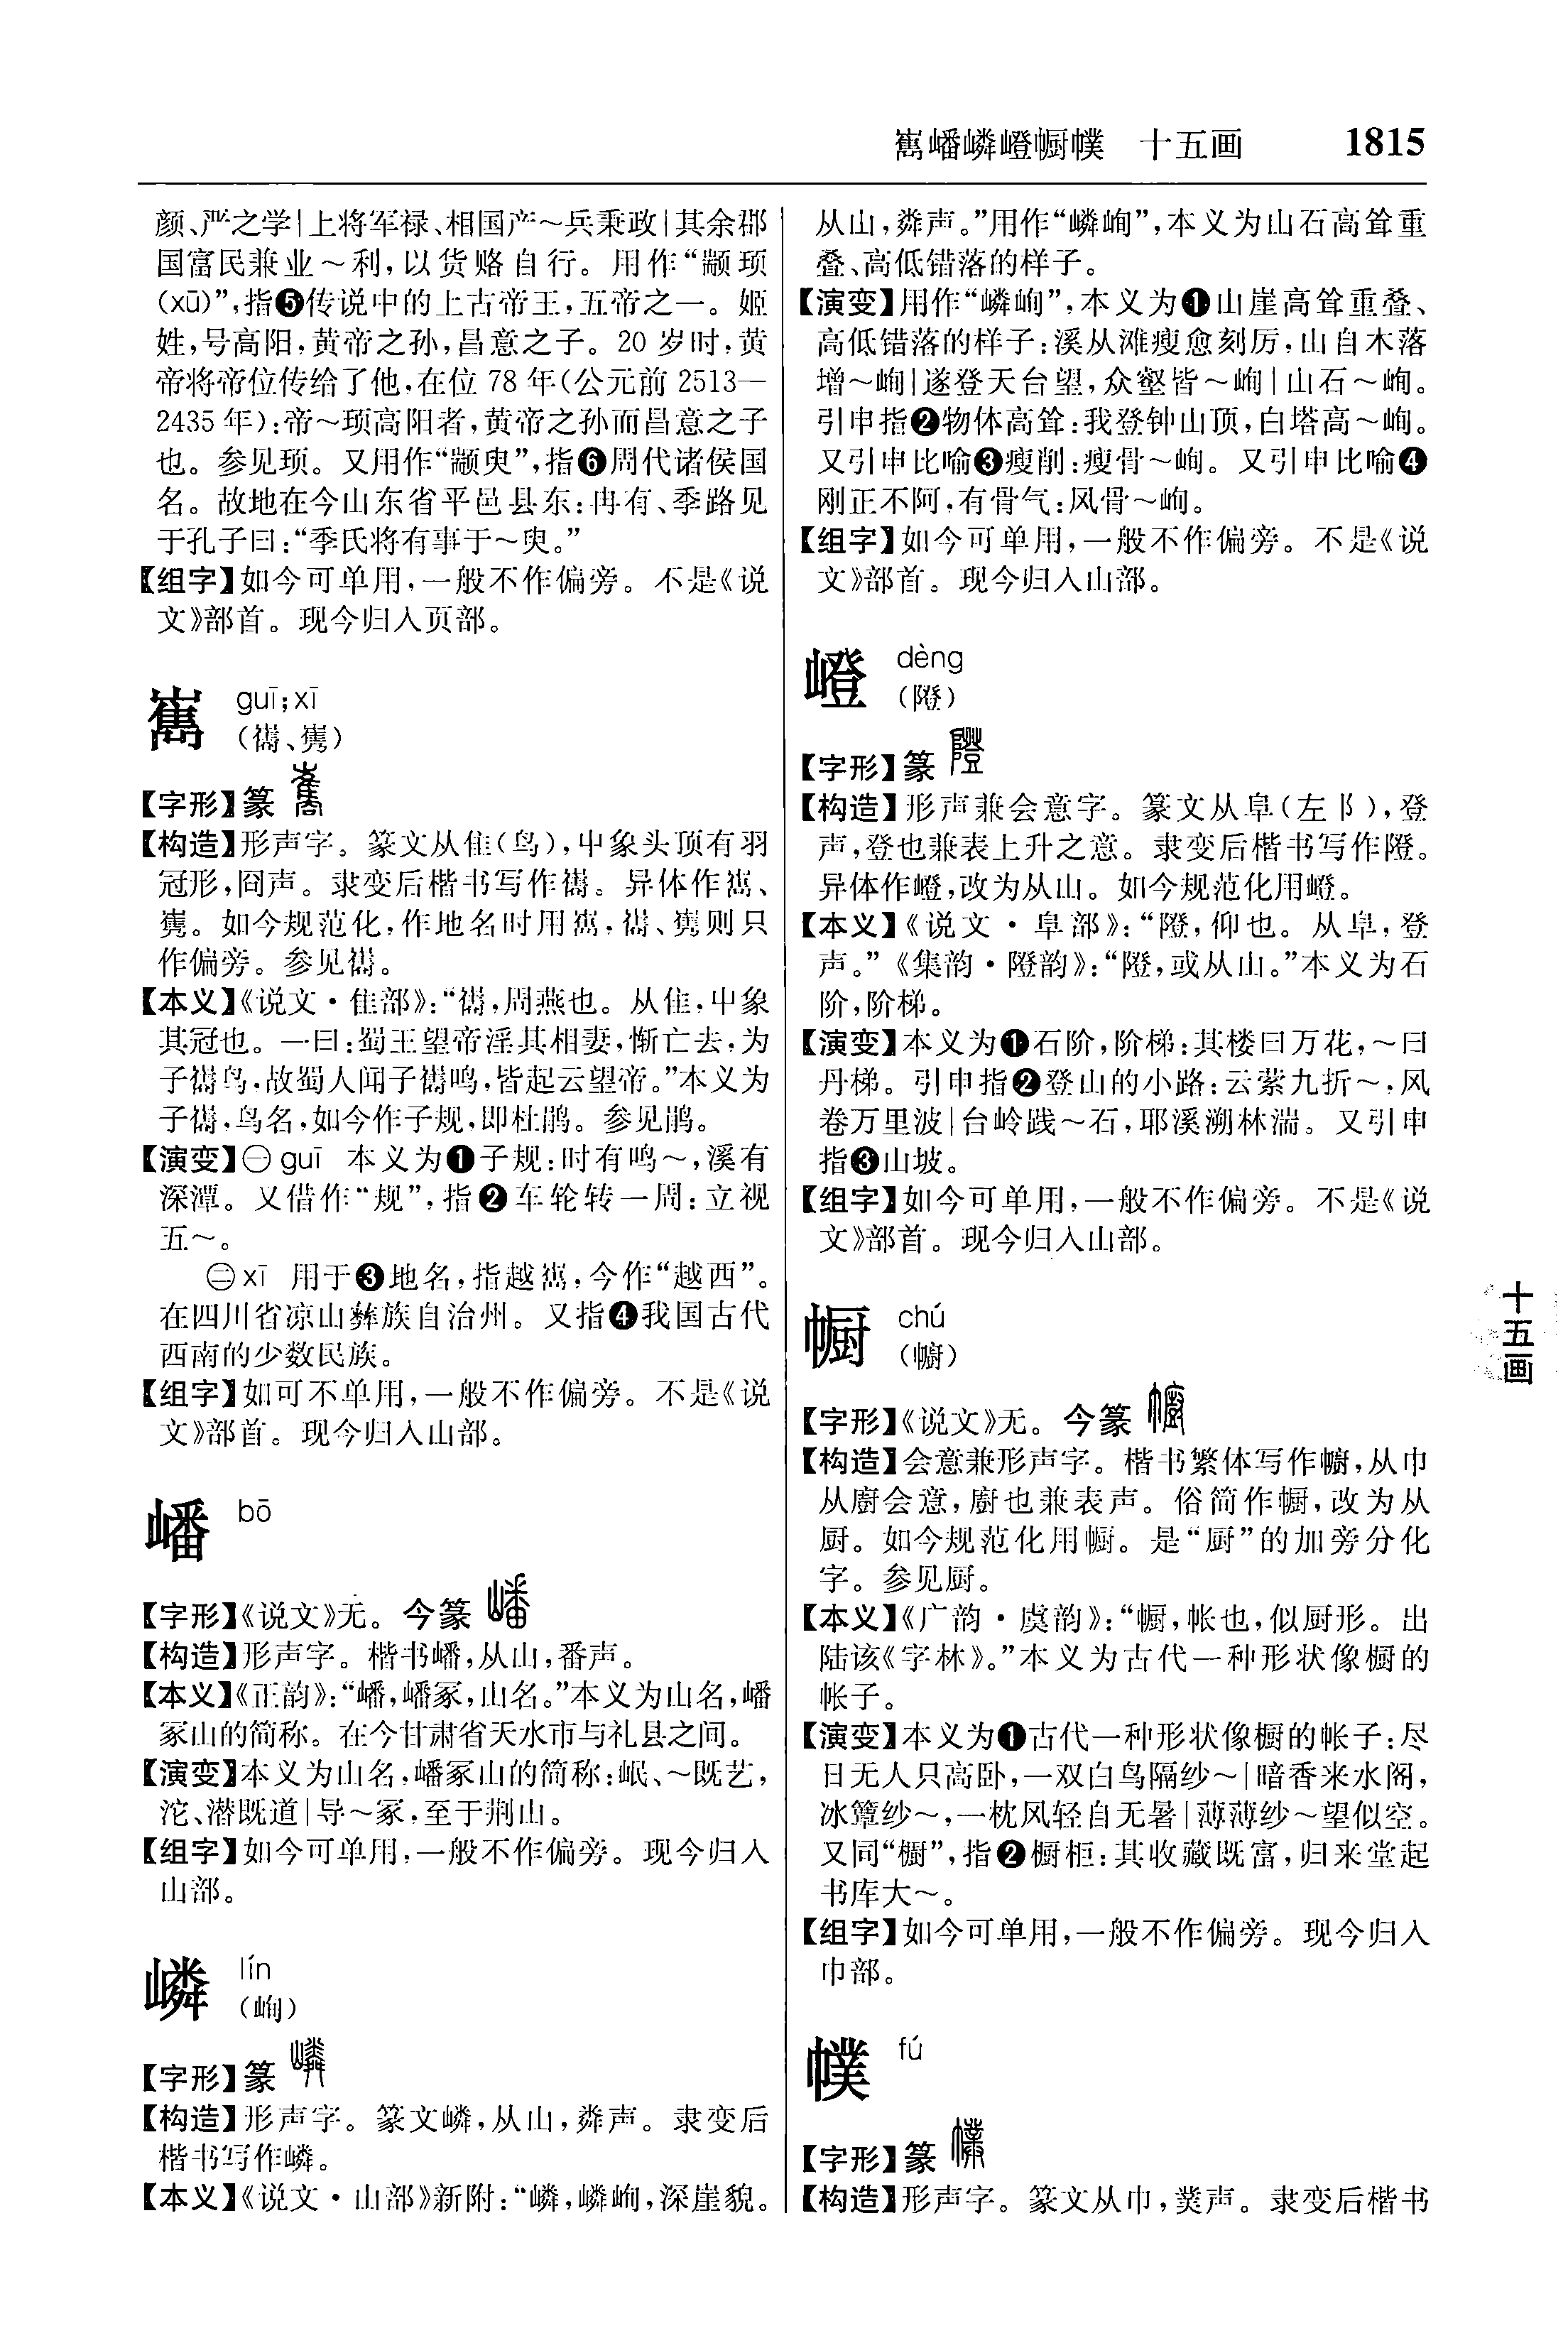 嶲嶓嶙嶝㡡幞 十五画 1815
颜、严之学|上将军禄、相国产～兵秉政|其余郡
国富民兼业～利,以货赂自行。用作“颛顼
(xū)”,指❺传说中的上古帝王,五帝之一。姬
姓,号高阳,黄帝之孙,昌意之子。20岁时,黄
帝将帝位传给了他,在位78年(公元前2513—
2435年):帝～顼高阳者,黄帝之孙而昌意之子
也。参见顼。又用作“颛臾”,指❻周代诸侯国
名。故地在今山东省平邑县东:冉有、季路见
于孔子曰:“季氏将有事于～臾。”
【组字】如今可单用,一般不作偏旁。不是《说
文》部首。现今归入页部。
嶲 guī;xī
(巂、雟)
【字形】篆
【构造】形声字。篆文从隹(鸟),屮象头顶有羽
冠形,冏声。隶变后楷书写作巂。异体作嶲、
雟。如今规范化,作地名时用嶲,巂、雟则只
作偏旁。参见巂。
【本义】《说文·隹部》:“巂,周燕也。从隹,屮象
其冠也。一曰:蜀王望帝淫其相妻,惭亡去,为
子巂鸟,故蜀人闻子巂鸣,皆起云望帝。”本义为
子巂,鸟名,如今作子规,即杜鹃。参见鹃。
【演变】㊀guī 本义为❶子规:时有鸣～,溪有
深潭。又借作“规”,指❷车轮转一周:立视
五～。
㊁xī 用于❸地名,指越嶲,今作“越西”。
在四川省凉山彝族自治州。又指❹我国古代
西南的少数民族。
【组字】如可不单用,一般不作偏旁。不是《说
文》部首。现今归入山部。
嶓 bō
【字形】《说文》无。今篆
【构造】形声字。楷书嶓,从山,番声。
【本义】《正韵》:“嶓,嶓冢,山名。”本义为山名,嶓
冢山的简称。在今甘肃省天水市与礼县之间。
【演变】本义为山名,嶓冢山的简称:岷、～既艺,
沱、潜既道|导～冢,至于荆山。
【组字】如今可单用,一般不作偏旁。现今归入
山部。
嶙 lín
(峋)
【字形】篆
【构造】形声字。篆文嶙,从山,粦声。隶变后
楷书写作嶙。
【本义】《说文·山部》新附:“嶙,嶙峋,深崖貌。
从山,粦声。”用作“嶙峋”,本义为山石高耸重
叠、高低错落的样子。
【演变】用作“嶙峋”,本义为❶山崖高耸重叠、
高低错落的样子:溪从滩瘦愈刻厉,山自木落
增～峋|遂登天台望,众壑皆～峋|山石～峋。
引申指❷物体高耸:我登钟山顶,白塔高～峋。
又引申比喻❸瘦削:瘦骨～峋。又引申比喻❹
刚正不阿,有骨气:风骨～峋。
【组字】如今可单用,一般不作偏旁。不是《说
文》部首。现今归入山部。
嶝 dèng
(隥)
【字形】篆
【构造】形声兼会意字。篆文从阜(左阝),登
声,登也兼表上升之意。隶变后楷书写作隥。
异体作嶝,改为从山。如今规范化用嶝。
【本义】《说文·阜部》:“隥,仰也。从阜,登
声。”《集韵·隥韵》:“隥,或从山。”本义为石
阶,阶梯。
【演变】本义为❶石阶,阶梯:其楼曰万花,～曰
丹梯。引申指❷登山的小路:云萦九折～,风
卷万里波|台岭践～石,耶溪溯林湍。又引申
指❸山坡。
【组字】如今可单用,一般不作偏旁。不是《说
文》部首。现今归入山部。
㡡 chú
(幮)
【字形】《说文》无。今篆
【构造】会意兼形声字。楷书繁体写作幮,从巾
从廚会意,廚也兼表声。俗简作㡡,改为从
厨。如今规范化用㡡。是“厨”的加旁分化
字。参见厨。
【本义】《广韵·虞韵》:“㡡,帐也,似厨形。出
陆该《字林》。”本义为古代一种形状像橱的
帐子。
【演变】本义为❶古代一种形状像橱的帐子:尽
日无人只高卧,一双白鸟隔纱～|暗香来水阁,
冰簟纱～,一枕风轻自无暑|薄薄纱～望似空。
又同“橱”,指❷橱柜:其收藏既富,归来堂起
书库大～。
【组字】如今可单用,一般不作偏旁。现今归入
巾部。
幞 fú
【字形】篆
【构造】形声字。篆文从巾,菐声。隶变后楷书
十五画